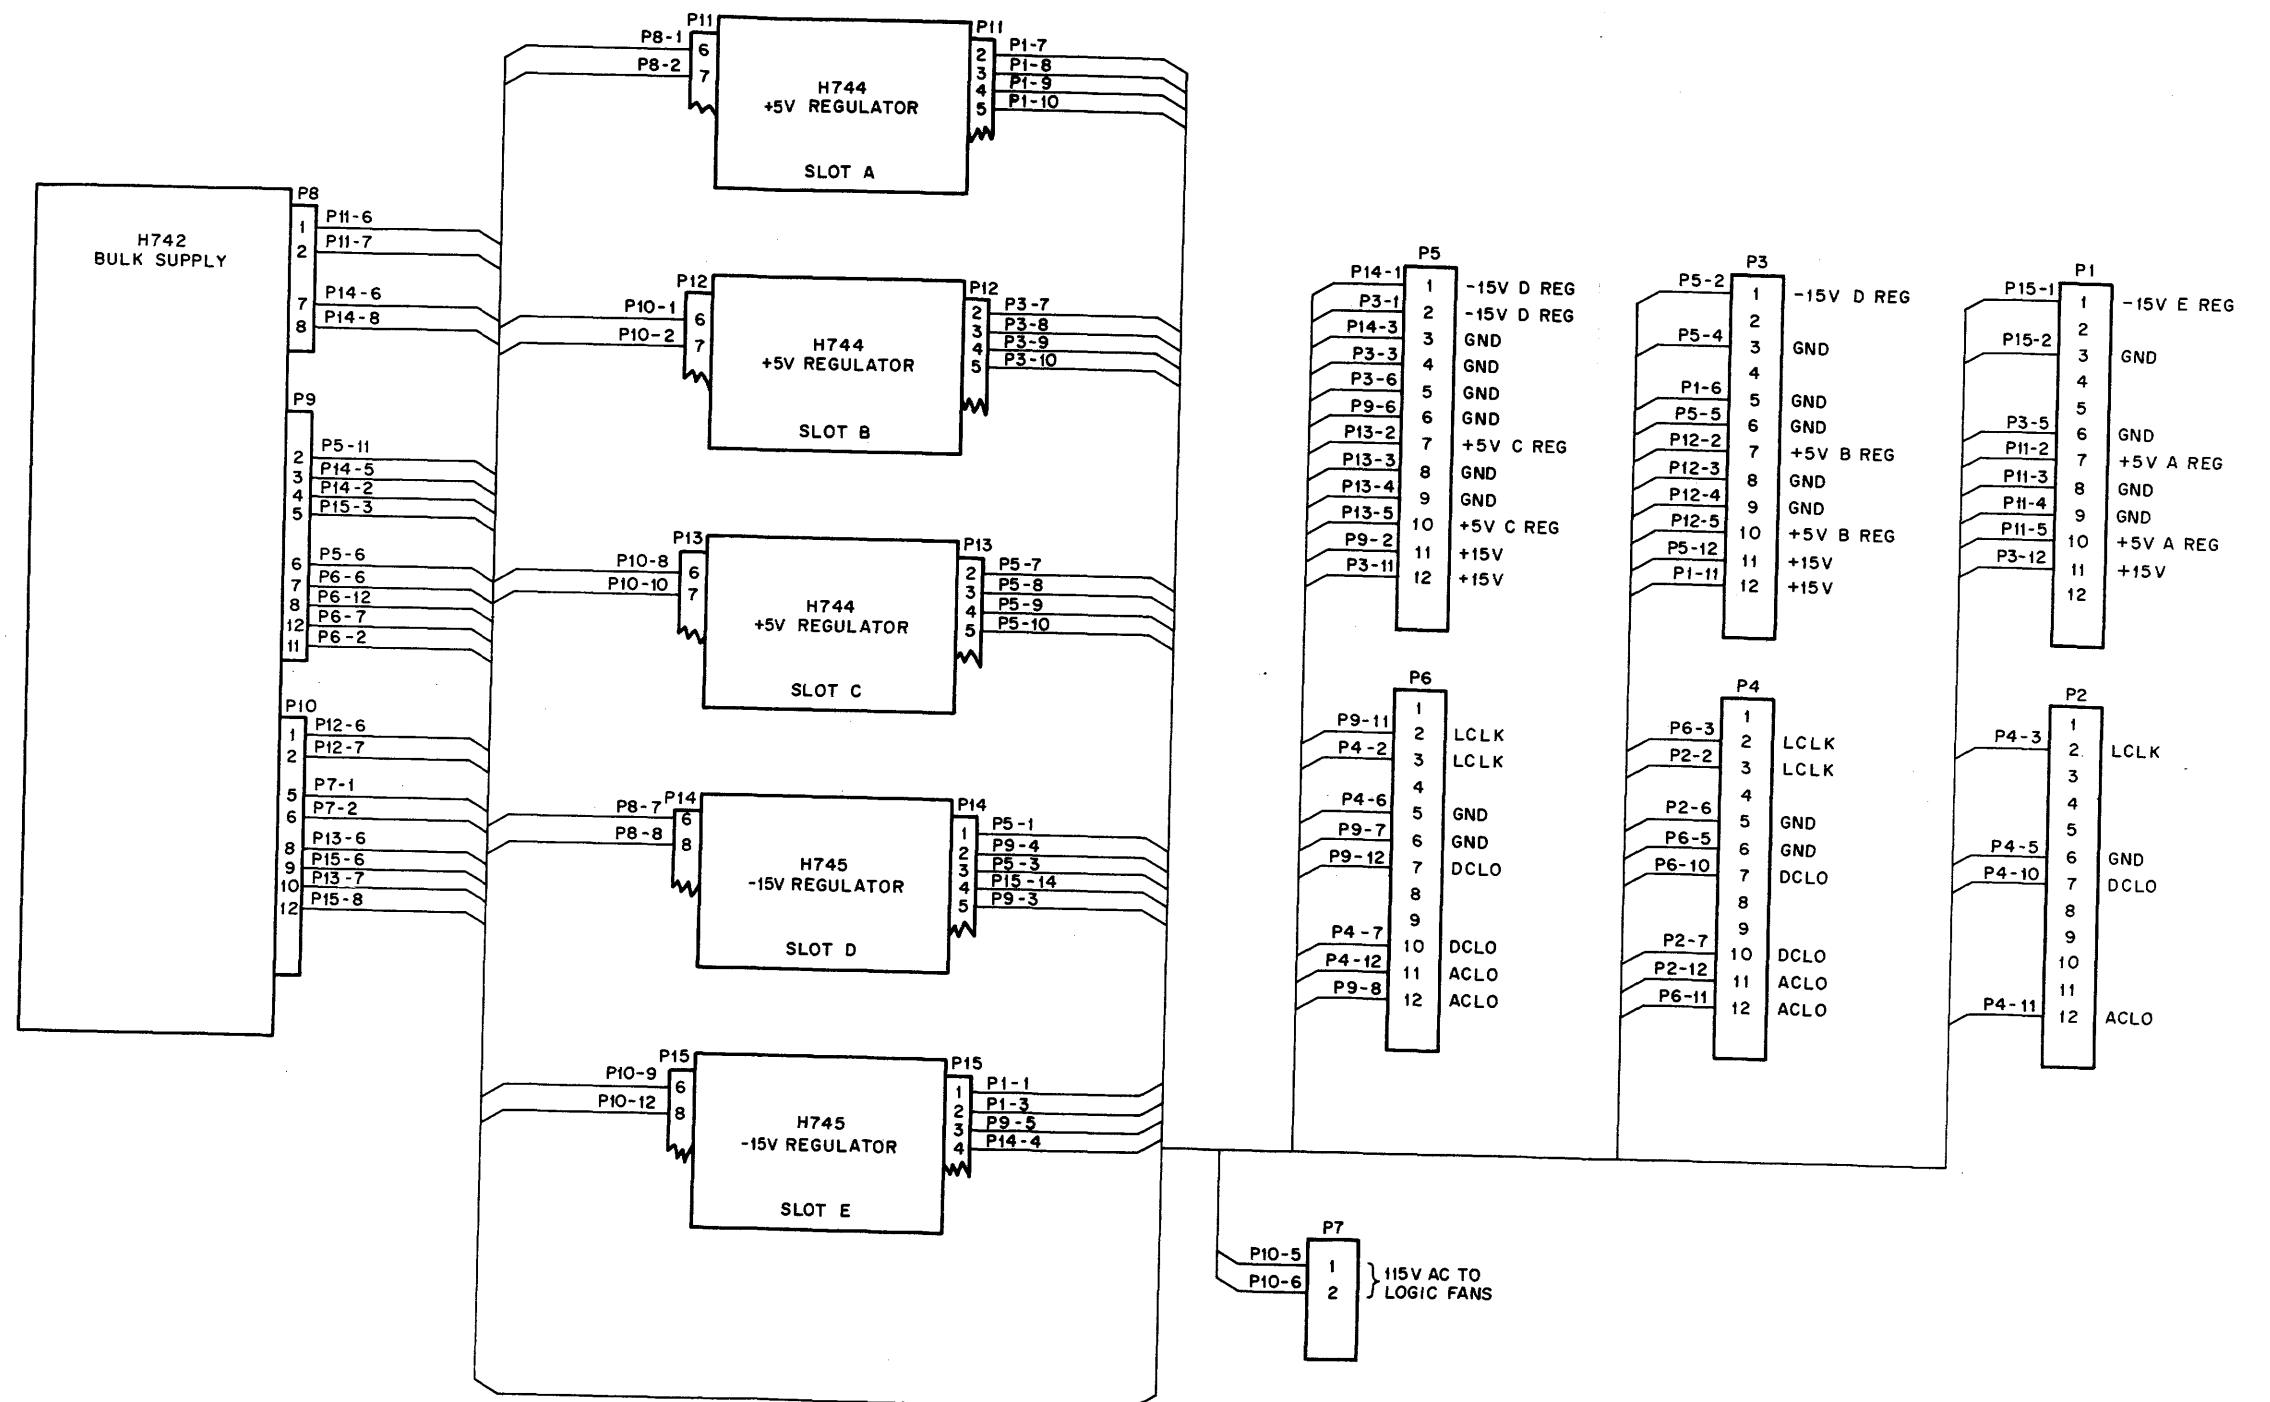 H742
BULK SUPPLY
P8
1 P11-6
2 P11-7
7 P14-6
8 P14-8
P9
2 P5-11
3 P14-5
4 P14-2
5 P15-3
6 P5-6
7 P6-6
8 P6-12
12 P6-7
11 P6-2
P10
1 P12-6
2 P12-7
5 P7-1
6 P7-2
8 P13-6
9 P15-6
10 P13-7
12 P15-8
P11
P8-1 6
P8-2 7
H744
+5V REGULATOR
SLOT A
P11
2 P1-7
3 P1-8
4 P1-9
5 P1-10
P12
P10-1 6
P10-2 7
H744
+5V REGULATOR
SLOT B
P12
2 P3-7
3 P3-8
4 P3-9
5 P3-10
P13
P10-8 6
P10-10 7
H744
+5V REGULATOR
SLOT C
P13
2 P5-7
3 P5-8
4 P5-9
5 P5-10
P14
P8-7 6
P8-8 8
H745
-15V REGULATOR
SLOT D
P14
1 P5-1
2 P9-4
3 P5-3
4 P15-14
5 P9-3
P15
P10-9 6
P10-12 8
H745
-15V REGULATOR
SLOT E
P15
1 P1-1
2 P1-3
3 P9-5
4 P14-4
P5
P14-1 1 -15V D REG
P3-1 2 -15V D REG
P14-3 3 GND
P3-3 4 GND
P3-6 5 GND
P9-6 6 GND
P13-2 7 +5V C REG
P13-3 8 GND
P13-4 9 GND
P13-5 10 +5V C REG
P9-2 11 +15V
P3-11 12 +15V
P6
1
P9-11 2 LCLK
P4-2 3 LCLK
4
P4-6 5 GND
P9-7 6 GND
P9-12 7 DCLO
8
9
P4-7 10 DCLO
P4-12 11 ACLO
P9-8 12 ACLO
P3
P5-2 1 -15V D REG
2
P5-4 3 GND
4
P1-6 5 GND
P5-5 6 GND
P12-2 7 +5V B REG
P12-3 8 GND
P12-4 9 GND
P12-5 10 +5V B REG
P5-12 11 +15V
P1-11 12 +15V
P4
1
P6-3 2 LCLK
P2-2 3 LCLK
4
P2-6 5 GND
P6-5 6 GND
P6-10 7 DCLO
8
9
P2-7 10 DCLO
P2-12 11 ACLO
P6-11 12 ACLO
P1
P15-1 1 -15V E REG
2
P15-2 3 GND
4
5
P3-5 6 GND
P11-2 7 +5V A REG
P11-3 8 GND
P11-4 9 GND
P11-5 10 +5V A REG
P3-12 11 +15V
12
P2
1
P4-3 2 LCLK
3
4
5
P4-5 6 GND
P4-10 7 DCLO
8
9
10
11
P4-11 12 ACLO
P7
P10-5 1
P10-6 2
115V AC TO
LOGIC FANS